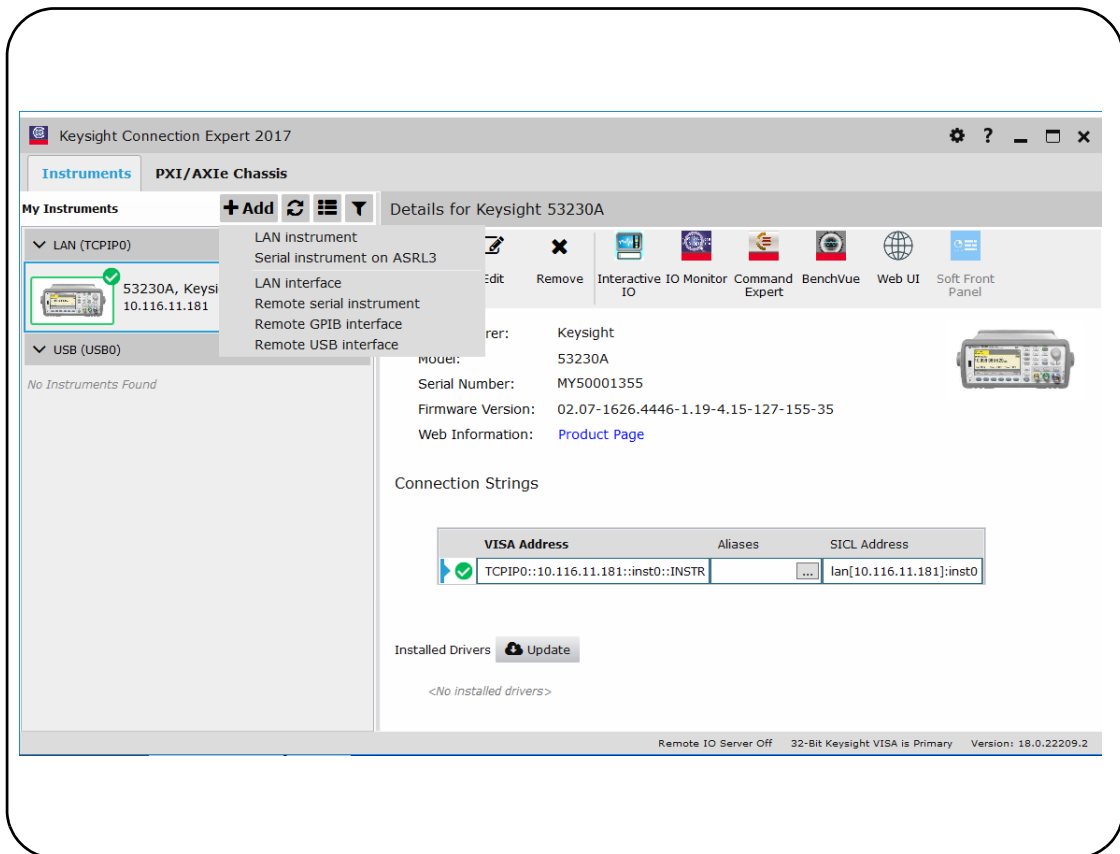 Keysight Connection Expert 2017
Instruments PXI/AXIe Chassis
My Instruments
Add
LAN (TCPIP0)
53230A, Keysi
10.116.11.181
USB (USB0)
No Instruments Found
LAN instrument
Serial instrument on ASRL3
LAN interface
Remote serial instrument
Remote GPIB interface
Remote USB interface
Details for Keysight 53230A
Edit
Remove
Interactive IO
IO Monitor
Command Expert
BenchVue
Web UI
Soft Front Panel
rer: Keysight
Model: 53230A
Serial Number: MY50001355
Firmware Version: 02.07-1626.4446-1.19-4.15-127-155-35
Web Information: Product Page
Connection Strings
VISA Address Aliases SICL Address
TCPIP0::10.116.11.181::inst0::INSTR ... lan[10.116.11.181]:inst0
Installed Drivers Update
<No installed drivers>
Remote IO Server Off 32-Bit Keysight VISA is Primary Version: 18.0.22209.2